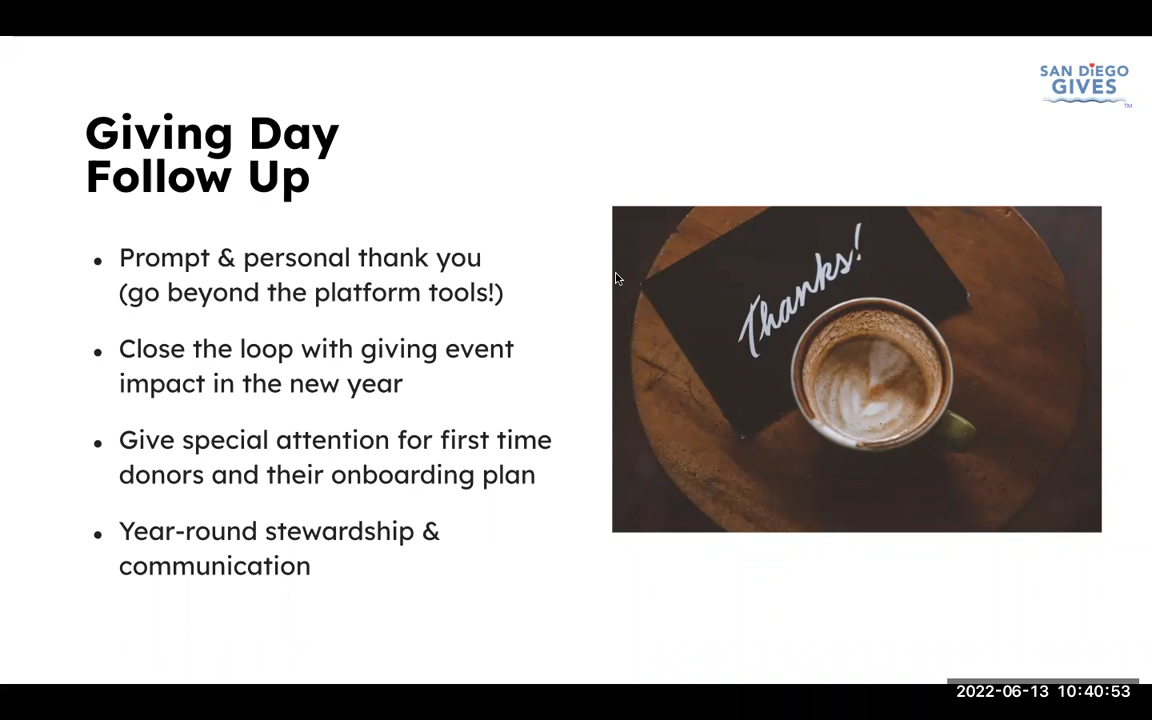 SAN DiEGO
GIVES
TM
Giving Day
Follow Up
• Prompt & personal thank you
(go beyond the platform tools!)
• Close the loop with giving event
impact in the new year
• Give special attention for first time
donors and their onboarding plan
• Year-round stewardship &
communication
Thanks!
2022-06-13 10:40:53